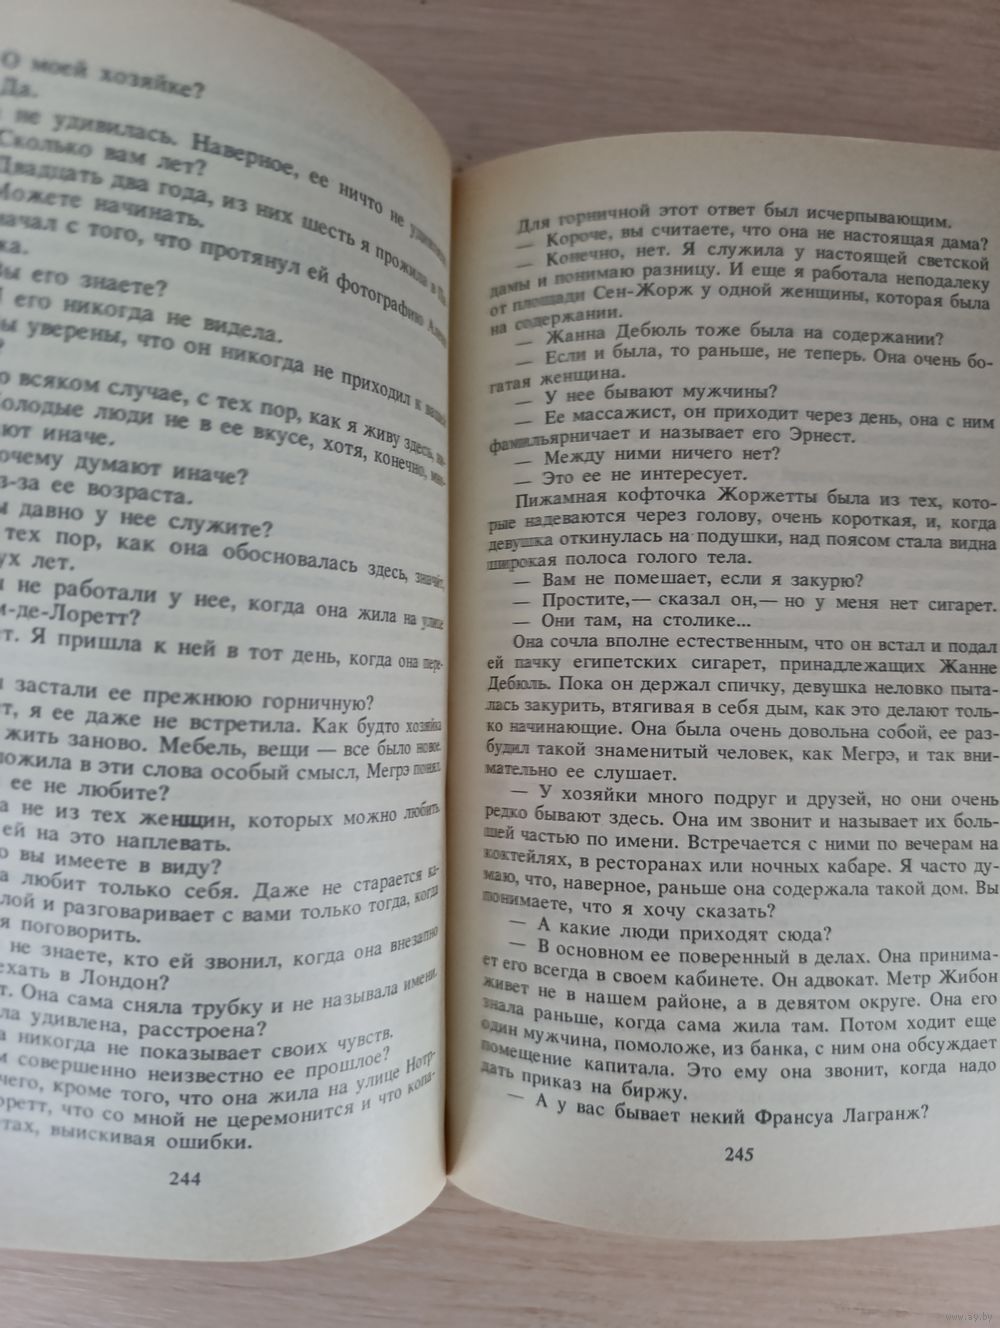 О моей хозяйке?
Да.
не удивилась. Наверное, ее ничто не удивляло
Сколько вам лет?
Двадцать два года, из них шесть я прожила в
Можете начинать.
начал с того, что протянул ей фотографию
ка.
Вы его знаете?
его никогда не видела.
уверены, что он никогда не приходил к вашей
?
о всяком случае, с тех пор, как я живу здесь,
олодые люди не в ее вкусе, хотя, конечно,
ают иначе.
очему думают иначе?
з-за ее возраста.
давно у нее служите?
тех пор, как она обосновалась здесь, значит,
ух лет.
не работали у нее, когда она жила на улице
м-де-Лоретт?
ет. Я пришла к ней в тот день, когда она пере-
застали ее прежнюю горничную?
ет, я ее даже не встретила. Как будто хозяйка
жить заново. Мебель, вещи — все было новое.
ложила в эти слова особый смысл, Мегрэ понял.
ее не любите?
а не из тех женщин, которых можно любить.
ей на это наплевать.
о вы имеете в виду?
а любит только себя. Даже не старается ка-
лой и разговаривает с вами только тогда, когда
я поговорить.
не знаете, кто ей звонил, когда она внезапно
ехать в Лондон?
т. Она сама сняла трубку и не называла имени.
ла удивлена, расстроена?
а никогда не показывает своих чувств.
м совершенно неизвестно ее прошлое?
чего, кроме того, что она жила на улице Нотр-
оретт, что со мной не церемонится и что копа-
тах, выискивая ошибки.
244
Для горничной этот ответ был исчерпывающим.
— Короче, вы считаете, что она не настоящая дама?
— Конечно, нет. Я служила у настоящей светской
дамы и понимаю разницу. И еще я работала неподалеку
от площади Сен-Жорж у одной женщины, которая была
на содержании.
— Жанна Дебюль тоже была на содержании?
— Если и была, то раньше, не теперь. Она очень бо-
гатая женщина.
— У нее бывают мужчины?
— Ее массажист, он приходит через день, она с ним
фамильярничает и называет его Эрнест.
— Между ними ничего нет?
— Это ее не интересует.
Пижамная кофточка Жоржетты была из тех, кото-
рые надеваются через голову, очень короткая, и, когда
девушка откинулась на подушки, над поясом стала видна
широкая полоса голого тела.
— Вам не помешает, если я закурю?
— Простите,— сказал он,— но у меня нет сигарет.
— Они там, на столике...
Она сочла вполне естественным, что он встал и подал
ей пачку египетских сигарет, принадлежащих Жанне
Дебюль. Пока он держал спичку, девушка неловко пыта-
лась закурить, втягивая в себя дым, как это делают толь-
ко начинающие. Она была очень довольна собой, ее раз-
будил такой знаменитый человек, как Мегрэ, и так вни-
мательно ее слушает.
— У хозяйки много подруг и друзей, но они очень
редко бывают здесь. Она им звонит и называет их боль-
шей частью по имени. Встречается с ними по вечерам на
коктейлях, в ресторанах или ночных кабаре. Я часто ду-
маю, что, наверное, раньше она содержала такой дом. Вы
понимаете, что я хочу сказать?
— А какие люди приходят сюда?
— В основном ее поверенный в делах. Она принима-
ет его всегда в своем кабинете. Он адвокат. Метр Жибон
живет не в нашем районе, а в девятом округе. Она его
знала раньше, когда сама жила там. Потом ходит еще
один мужчина, помоложе, из банка, с ним она обсуждает
помещение капитала. Это ему она звонит, когда надо
дать приказ на биржу.
— А у вас бывает некий Франсуа Лагранж?
245
www.ay.by